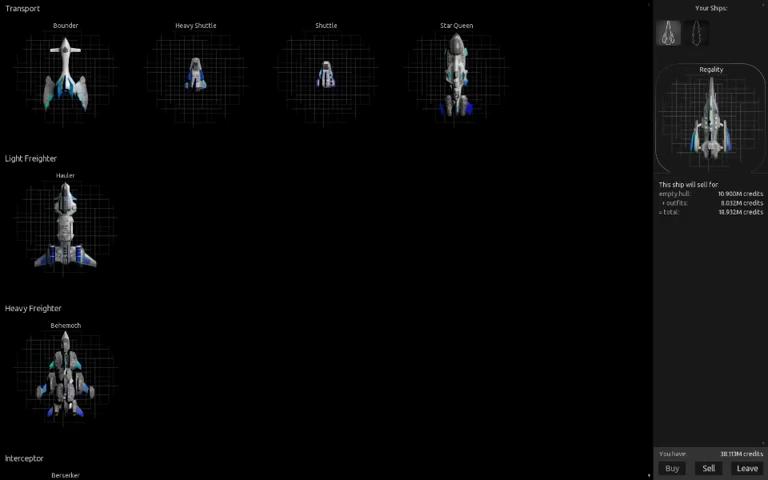 Transport
Bounder
Heavy Shuttle
Shuttle
Star Queen
Light Freighter
Hauler
Heavy Freighter
Behemoth
Interceptor
Berserker
Your Ships:
Regality
This ship will sell for
empty hull: 10.900M credits
+ outfits: 8.032M credits
= total: 18.932M credits
You have: 38.113M credits
Buy Sell Leave